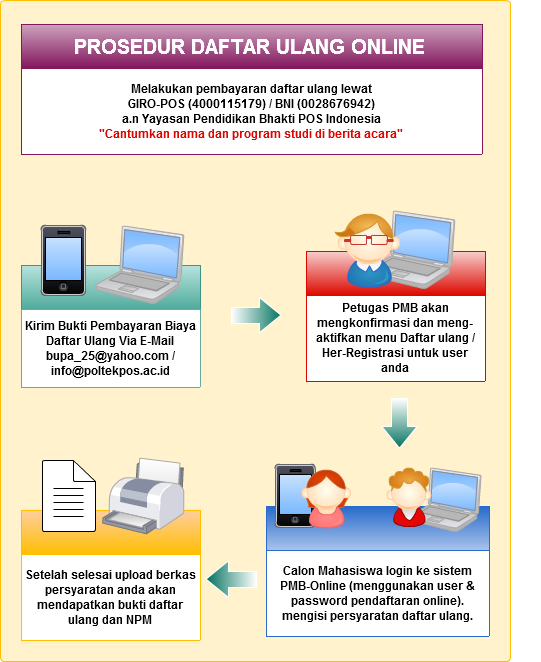 PROSEDUR DAFTAR ULANG ONLINE
Melakukan pembayaran daftar ulang lewat
GIRO-POS (4000115179) / BNI (0028676942)
a.n Yayasan Pendidikan Bhakti POS Indonesia
"Cantumkan nama dan program studi di berita acara"
Kirim Bukti Pembayaran Biaya
Daftar Ulang Via E-Mail
bupa_25@yahoo.com /
info@poltekpos.ac.id
Petugas PMB akan
mengkonfirmasi dan meng-
aktifkan menu Daftar ulang /
Her-Registrasi untuk user
anda
Calon Mahasiswa login ke sistem
PMB-Online (menggunakan user &
password pendaftaran online).
mengisi persyaratan daftar ulang.
Setelah selesai upload berkas
persyaratan anda akan
mendapatkan bukti daftar
ulang dan NPM